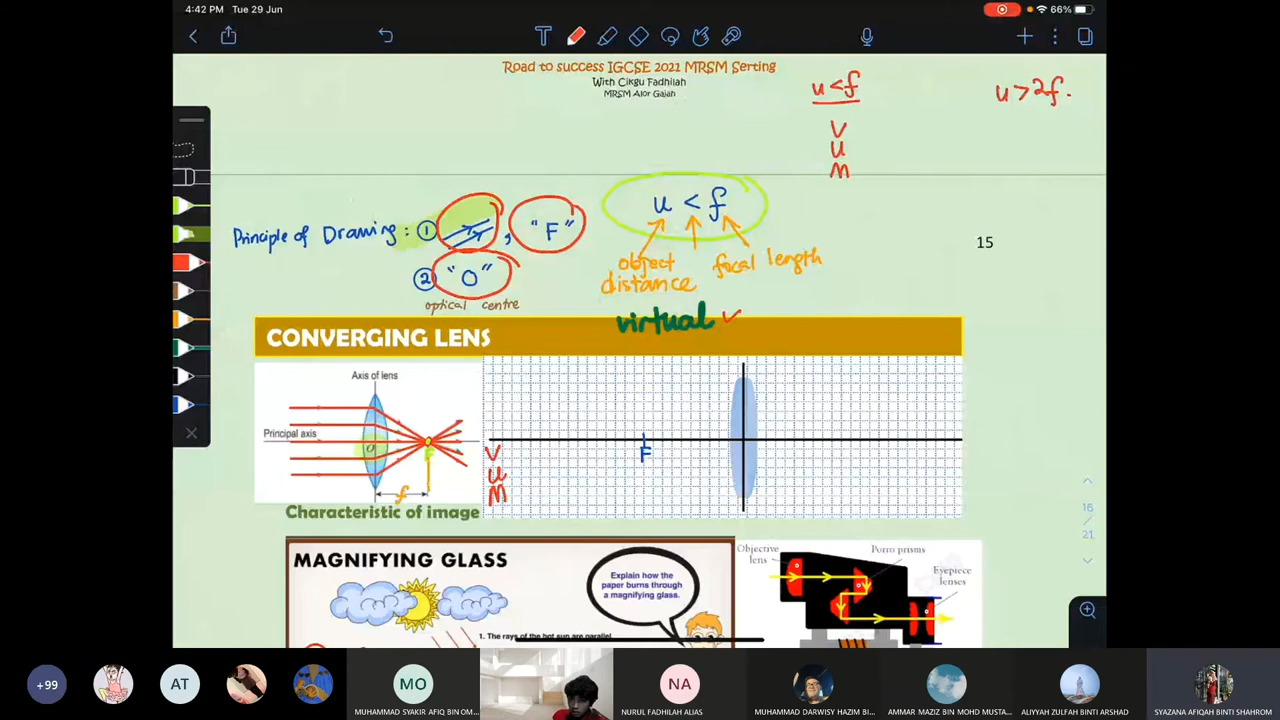 4:42 PM Tue 29 Jun
66%
Road to success IGCSE 2021 MRSM Serting
With Cikgu Fadhilah
MRSM Alor Gajah
u < f
u > 2f.
V
U
M
Principle of Drawing : ① , "F"
② "O"
optical centre
u < f
object distance
focal length
virtual
15
CONVERGING LENS
Axis of lens
Principal axis
O
F
f
V
U
M
F
Characteristic of image
MAGNIFYING GLASS
Explain how the
paper burns through
a magnifying glass.
1. The rays of the hot sun are parallel
Objective
lens
Porro prisms
Eyepiece
lenses
16
21
+99
AT
MO
MUHAMMAD SYAKIR AFIQ BIN OM...
NA
NURUL FADHILAH ALIAS
MUHAMMAD DARWISY HAZIM BI...
AMMAR MAZIZ BIN MOHD MUSTA...
ALIYYAH ZULFAH BINTI ARSHAD
SYAZANA AFIQAH BINTI SHAHROM